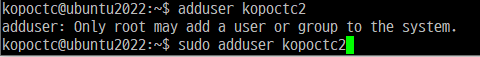 kopoctc@ubuntu2022:~$ adduser kopoctc2
adduser: Only root may add a user or group to the system.
kopoctc@ubuntu2022:~$ sudo adduser kopoctc2